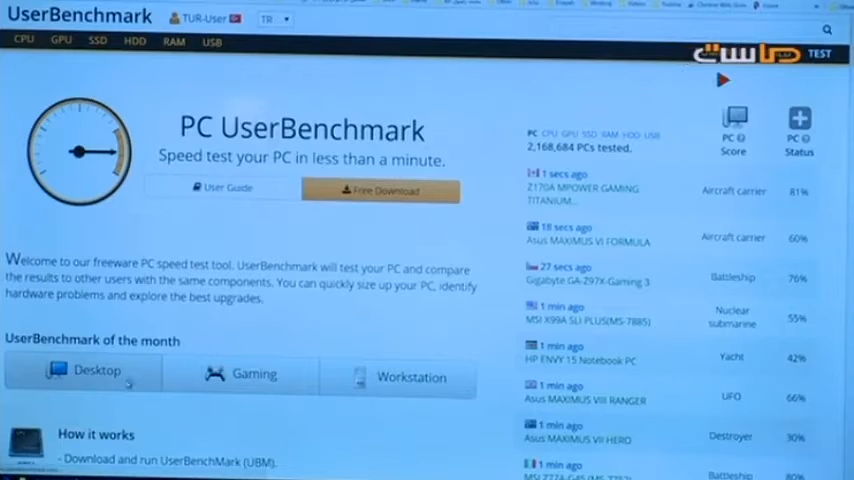 UserBenchmark TUR-User TR
CPU GPU SSD HDD RAM USB
TEST
PC UserBenchmark
Speed test your PC in less than a minute.
User Guide
Free Download
Welcome to our freeware PC speed test tool. UserBenchmark will test your PC and compare
the results to other users with the same components. You can quickly size up your PC, identify
hardware problems and explore the best upgrades.
UserBenchmark of the month
Desktop
Gaming
Workstation
How it works
- Download and run UserBenchMark (UBM).
PC CPU GPU SSD RAM HDD USB
2,168,684 PCs tested.
PC
Score
PC
Status
1 secs ago
Z170A MPOWER GAMING
TITANIUM...
Aircraft carrier
81%
18 secs ago
Asus MAXIMUS VI FORMULA
Aircraft carrier
60%
27 secs ago
Gigabyte GA-Z97X-Gaming 3
Battleship
76%
1 min ago
MSI X99A SLI PLUS(MS-7885)
Nuclear
submarine
55%
1 min ago
HP ENVY 15 Notebook PC
Yacht
42%
1 min ago
Asus MAXIMUS VIII RANGER
UFO
66%
1 min ago
Asus MAXIMUS VII HERO
Destroyer
30%
1 min ago
Battleship
80%